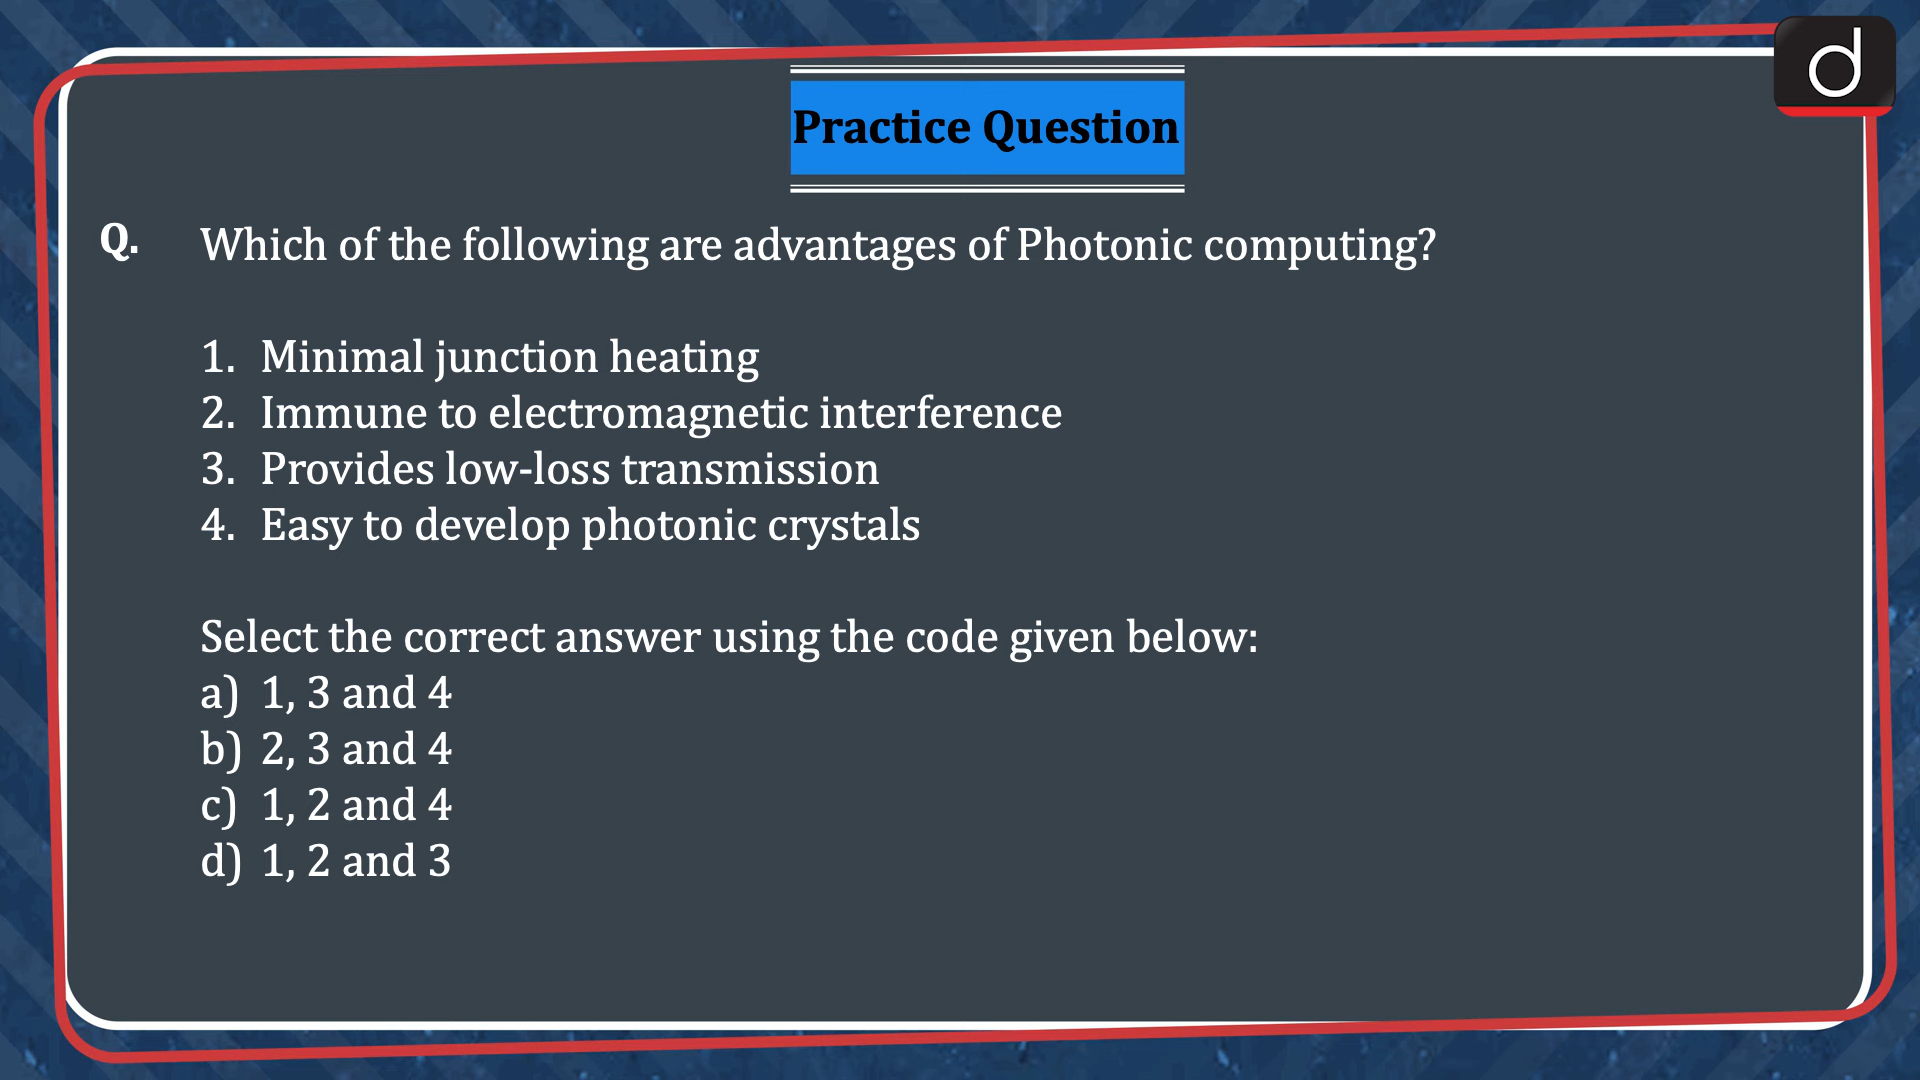 Practice Question
Q. Which of the following are advantages of Photonic computing?
1. Minimal junction heating
2. Immune to electromagnetic interference
3. Provides low-loss transmission
4. Easy to develop photonic crystals
Select the correct answer using the code given below:
a) 1, 3 and 4
b) 2, 3 and 4
c) 1, 2 and 4
d) 1, 2 and 3
d